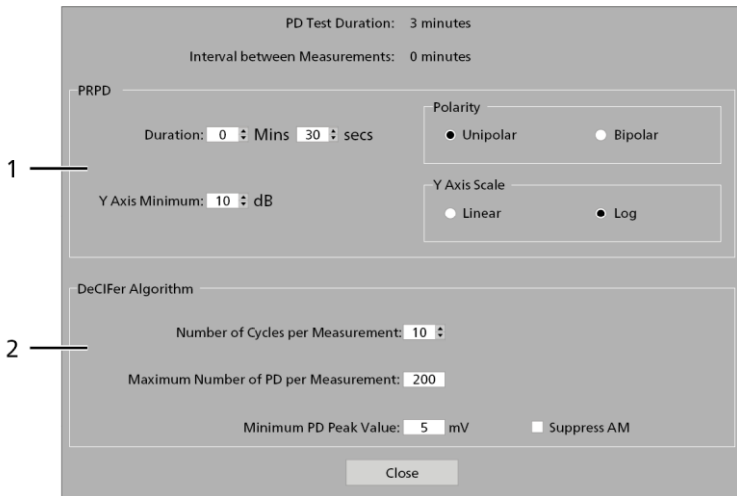 PD Test Duration: 3 minutes
Interval between Measurements: 0 minutes
PRPD
Duration: 0 Mins 30 secs
Y Axis Minimum: 10 dB
Polarity
Unipolar Bipolar
Y Axis Scale
Linear Log
1
DeCIFer Algorithm
Number of Cycles per Measurement: 10
Maximum Number of PD per Measurement: 200
Minimum PD Peak Value: 5 mV Suppress AM
2
Close